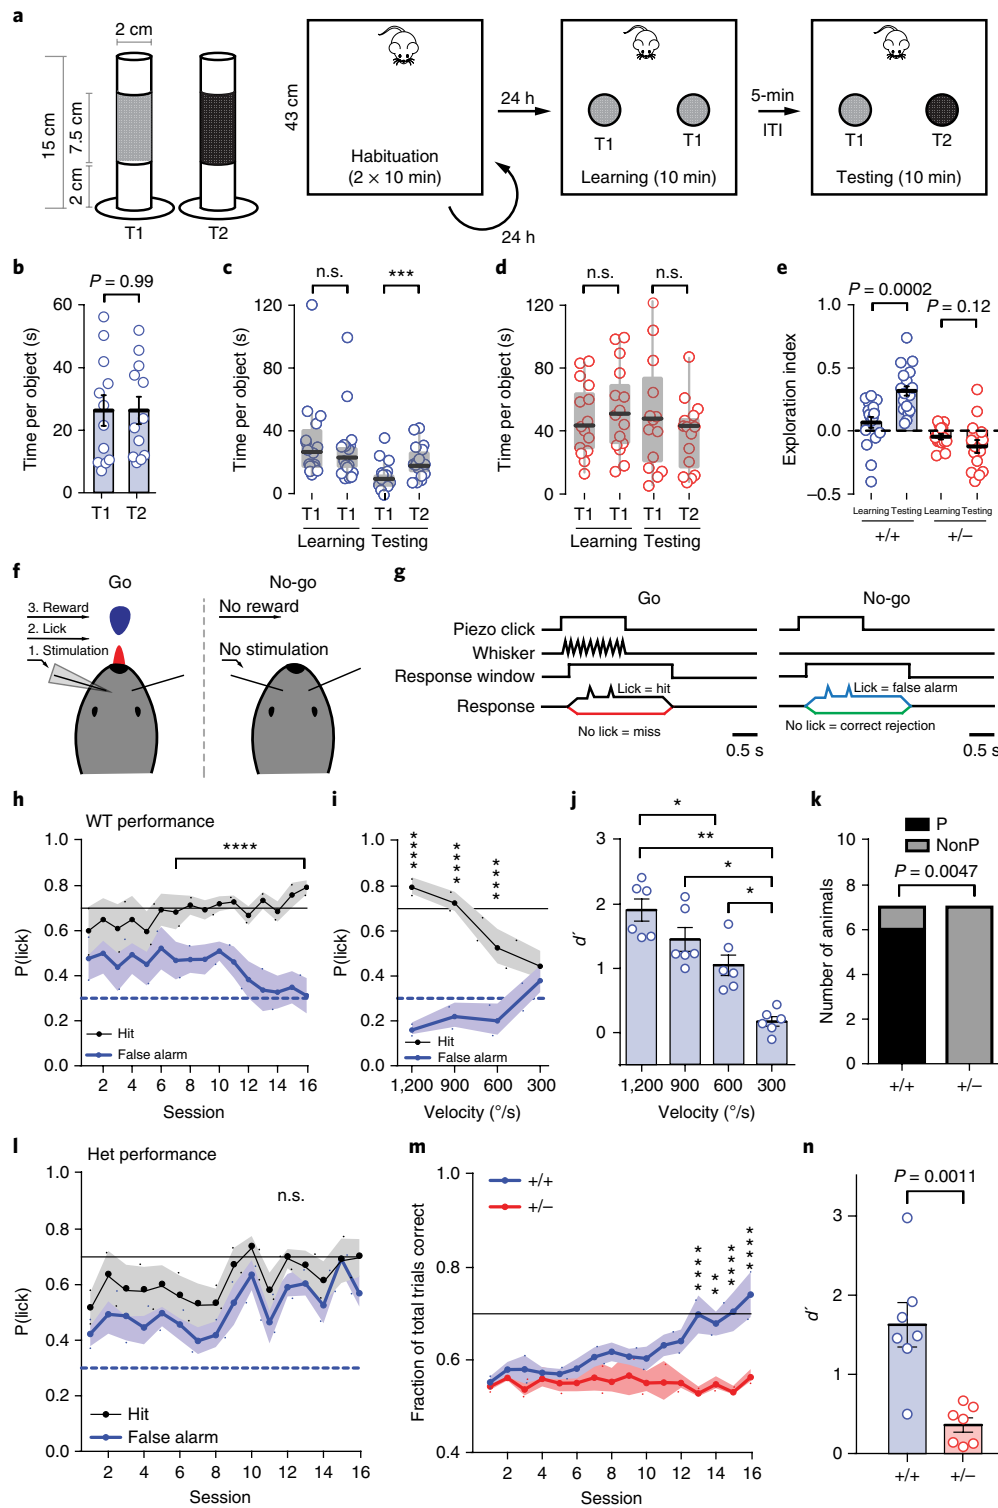 a
2 cm
15 cm
7.5 cm
2 cm
T1
T2
43 cm
Habituation
(2 × 10 min)
24 h
24 h
T1
T1
Learning (10 min)
5-min
ITI
T1
T2
Testing (10 min)
b
P = 0.99
Time per object (s)
60
40
20
0
T1
T2
c
n.s.
***
Time per object (s)
120
80
40
0
T1
T1
T1
T2
Learning
Testing
d
n.s.
n.s.
Time per object (s)
120
80
40
0
T1
T1
T1
T2
Learning
Testing
e
P = 0.0002
P = 0.12
Exploration index
1.0
0.5
0.0
−0.5
Learning
Testing
Learning
Testing
+/+
+/−
f
Go
No-go
3. Reward
2. Lick
1. Stimulation
No reward
No stimulation
g
Go
No-go
Piezo click
Whisker
Response window
Response
Lick = hit
No lick = miss
0.5 s
Lick = false alarm
No lick = correct rejection
0.5 s
h
WT performance
****
P(lick)
1.0
0.8
0.6
0.4
0.2
0.0
Hit
False alarm
2
4
6
8
10
12
14
16
Session
i
****
****
****
P(lick)
1.0
0.8
0.6
0.4
0.2
0.0
Hit
False alarm
1,200
900
600
300
Velocity (°/s)
j
*
**
*
*
d′
3
2
1
0
1,200
900
600
300
Velocity (°/s)
k
P
NonP
P = 0.0047
Number of animals
10
8
6
4
2
0
+/+
+/−
l
Het performance
n.s.
P(lick)
1.0
0.8
0.6
0.4
0.2
0.0
Hit
False alarm
2
4
6
8
10
12
14
16
Session
m
+/+
+/−
****
**
****
****
Fraction of total trials correct
1.0
0.8
0.6
0.4
2
4
6
8
10
12
14
16
Session
n
P = 0.0011
d′
3
2
1
0
+/+
+/−